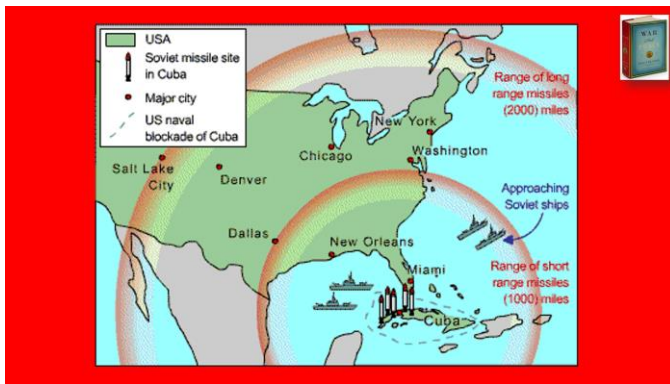 USA
Soviet missile site
in Cuba
Major city
US naval
blockade of Cuba
WAR
Range of long
range missiles
(2000) miles
New York
Chicago
Washington
Salt Lake
City
Denver
Approaching
Soviet ships
Dallas
New Orleans
Miami
Range of short
range missiles
(1000) miles
Cuba